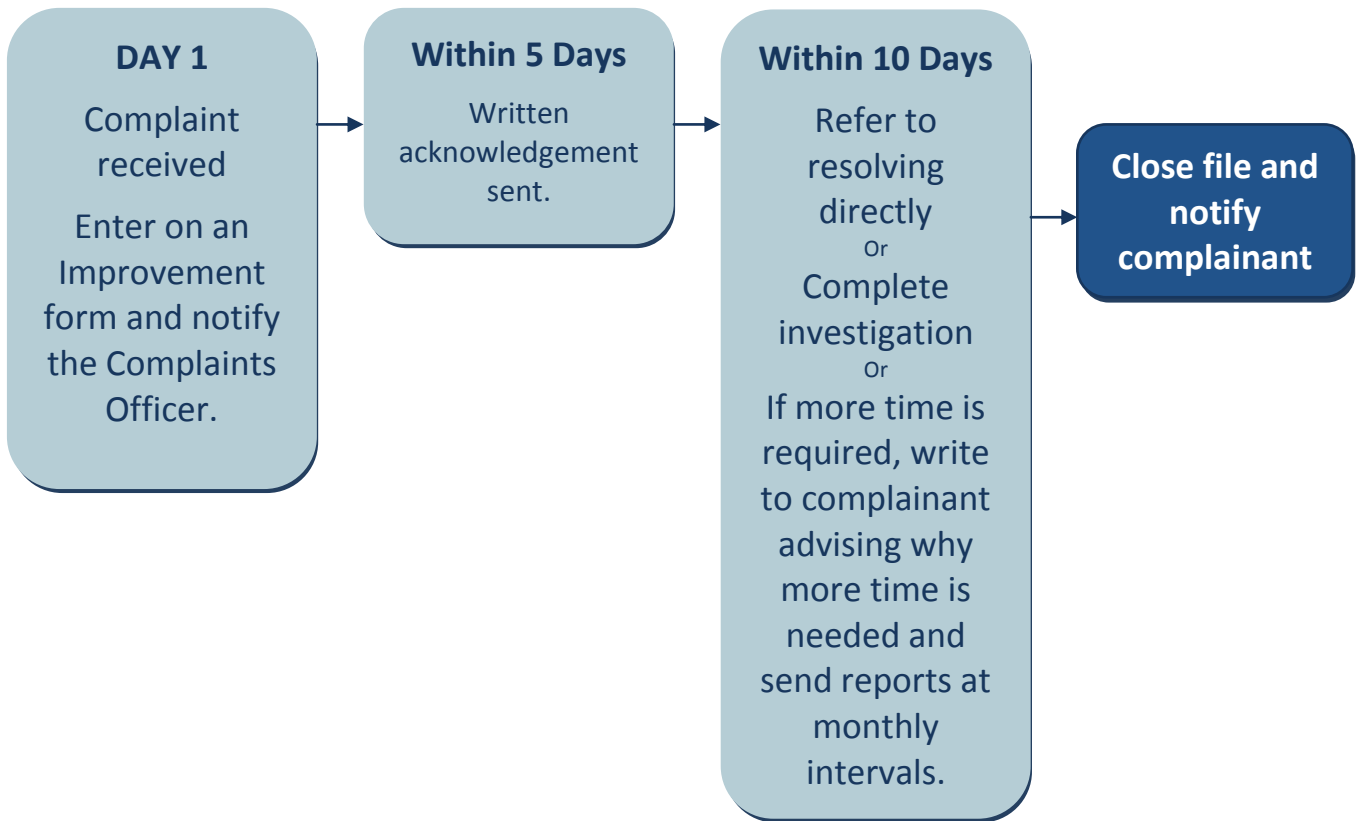 DAY 1
Complaint
received
Enter on an
Improvement
form and notify
the Complaints
Officer.
Within 5 Days
Written
acknowledgement
sent.
Within 10 Days
Refer to
resolving
directly
Or
Complete
investigation
Or
If more time is
required, write
to complainant
advising why
more time is
needed and
send reports at
monthly
intervals.
Close file and
notify
complainant